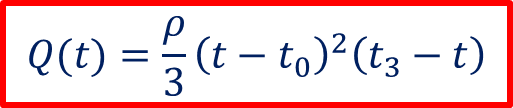 Q(t) = ρ/3 (t − t₀)²(t₃ − t)